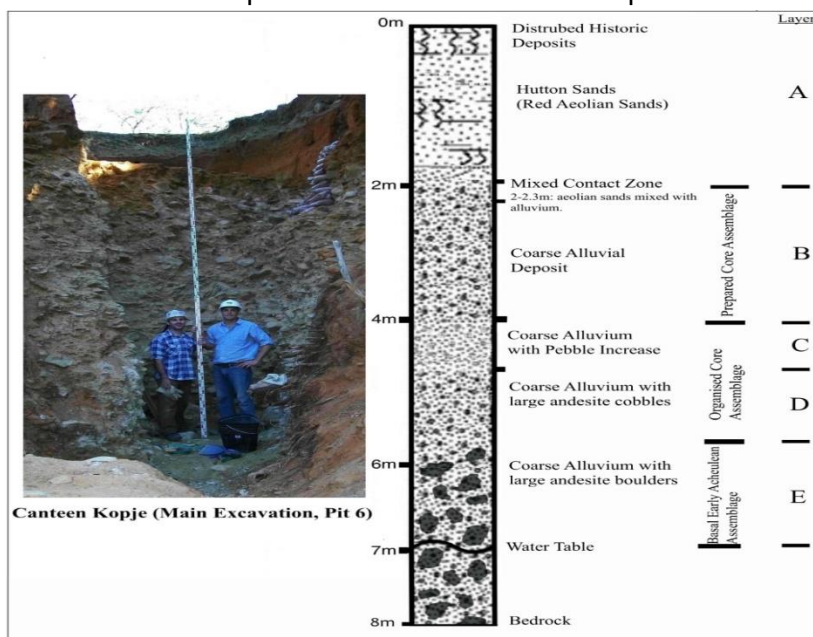 0m
Distrubed Historic
Deposits
Layer
Hutton Sands
(Red Aeolian Sands)
A
2m
Mixed Contact Zone
2-2.3m: aeolian sands mixed with
alluvium.
Coarse Alluvial
Deposit
Prepared Core Assemblage
B
4m
Coarse Alluvium
with Pebble Increase
C
Coarse Alluvium with
large andesite cobbles
Organised Core
Assemblage
D
6m
Coarse Alluvium with
large andesite boulders
Basal Early Acheulean
Assemblage
E
Canteen Kopje (Main Excavation, Pit 6)
7m
Water Table
8m
Bedrock